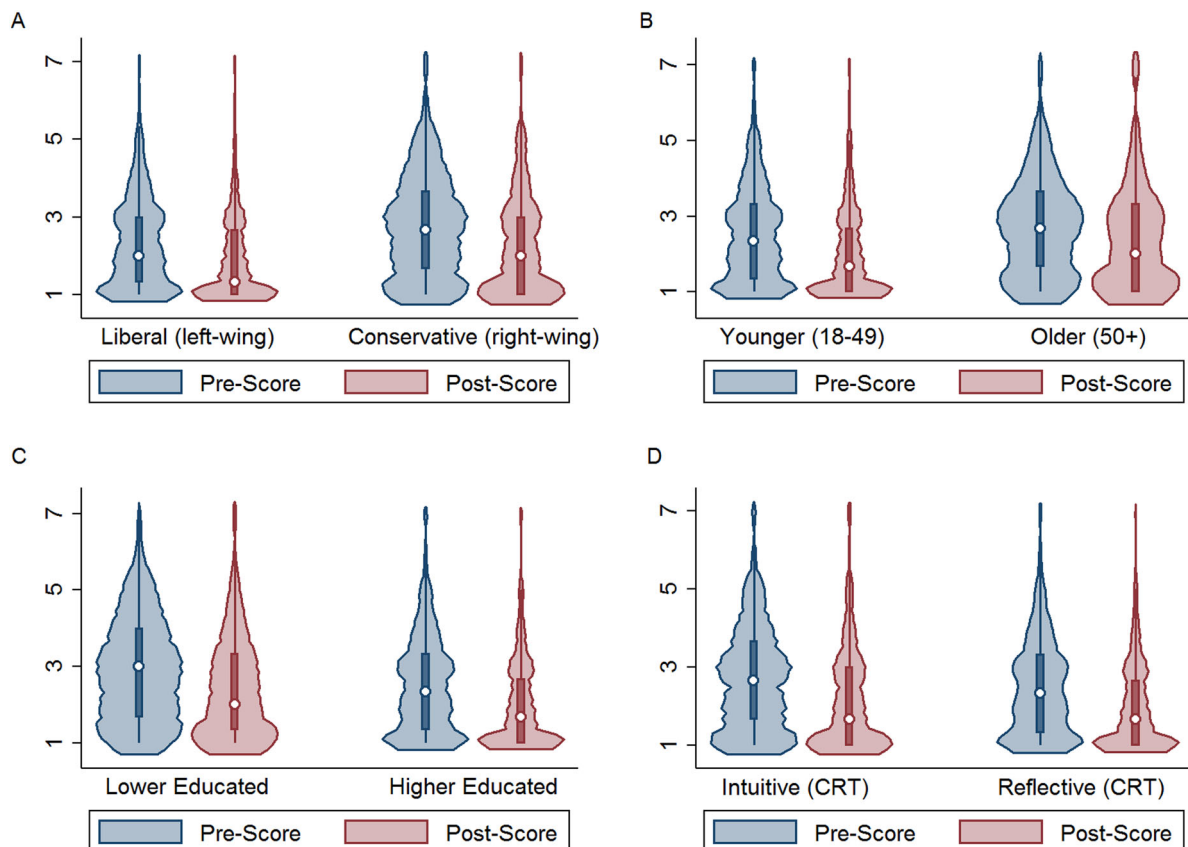 A
7
5
3
1
Liberal (left-wing) Conservative (right-wing)
Pre-Score Post-Score
B
7
5
3
1
Younger (18-49) Older (50+)
Pre-Score Post-Score
C
7
5
3
1
Lower Educated Higher Educated
Pre-Score Post-Score
D
7
5
3
1
Intuitive (CRT) Reflective (CRT)
Pre-Score Post-Score